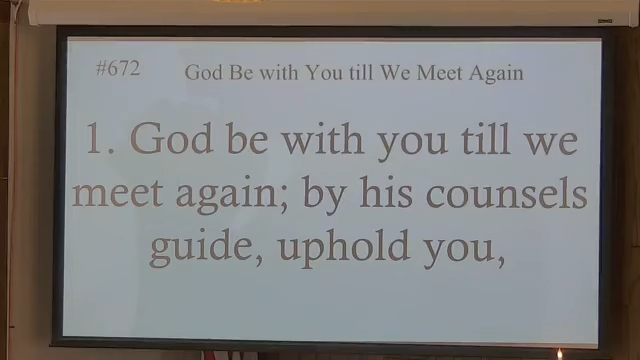 #672 God Be with You till We Meet Again
1. God be with you till we
meet again; by his counsels
guide, uphold you,